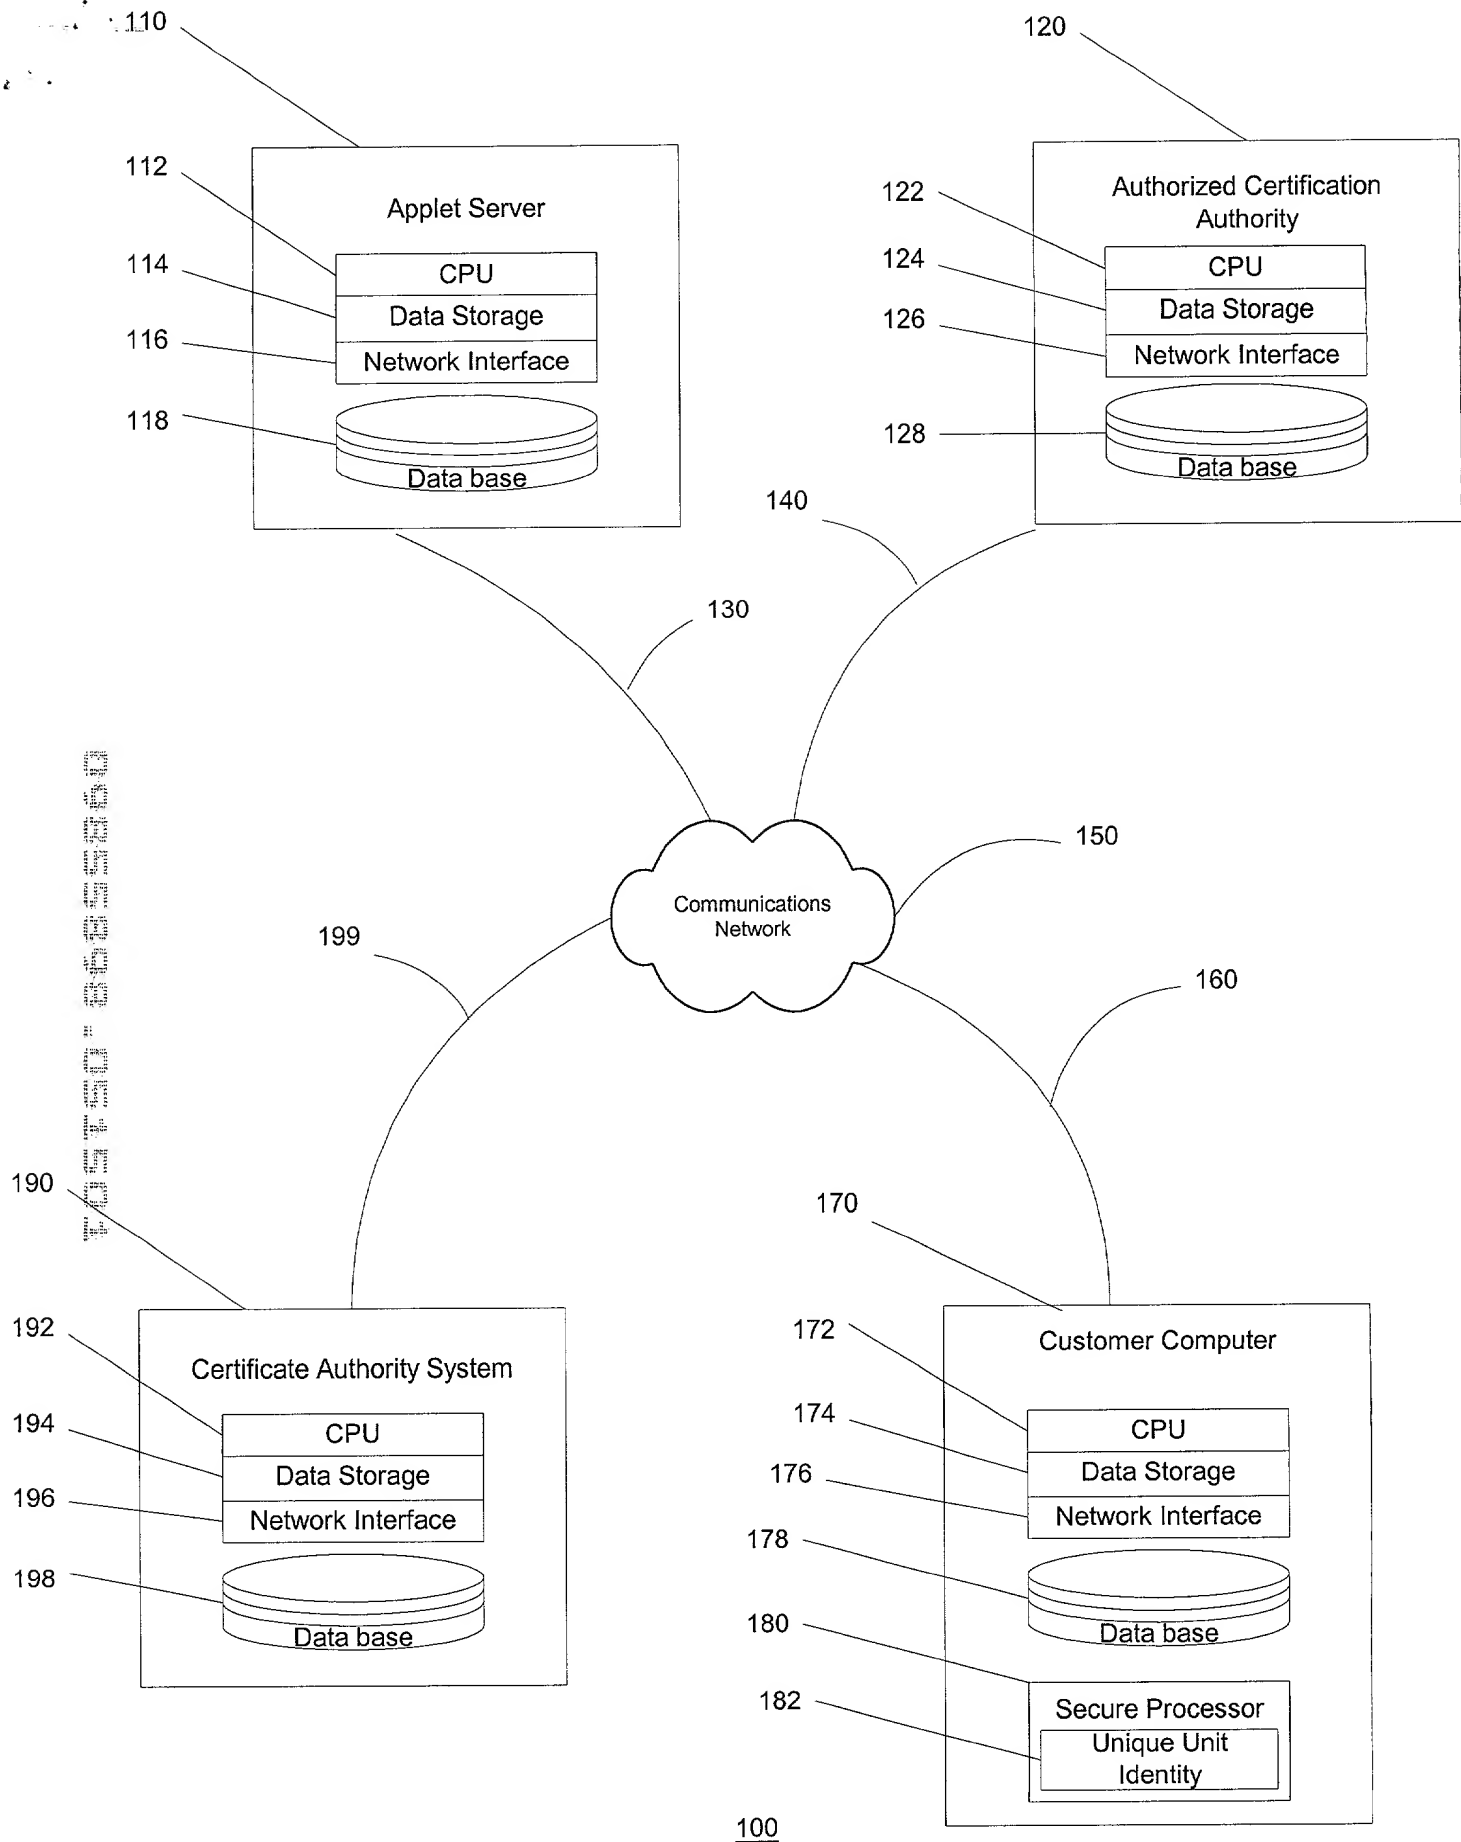 110
120
112
Applet Server
114
CPU
Data Storage
116
Network Interface
118
Data base
Authorized Certification
Authority
122
CPU
124
Data Storage
126
Network Interface
128
Data base
140
130
150
Communications
Network
199
160
190
170
192
Certificate Authority System
194
CPU
Data Storage
196
Network Interface
198
Data base
172
Customer Computer
174
CPU
Data Storage
176
Network Interface
178
Data base
180
Secure Processor
182
Unique Unit
Identity
100